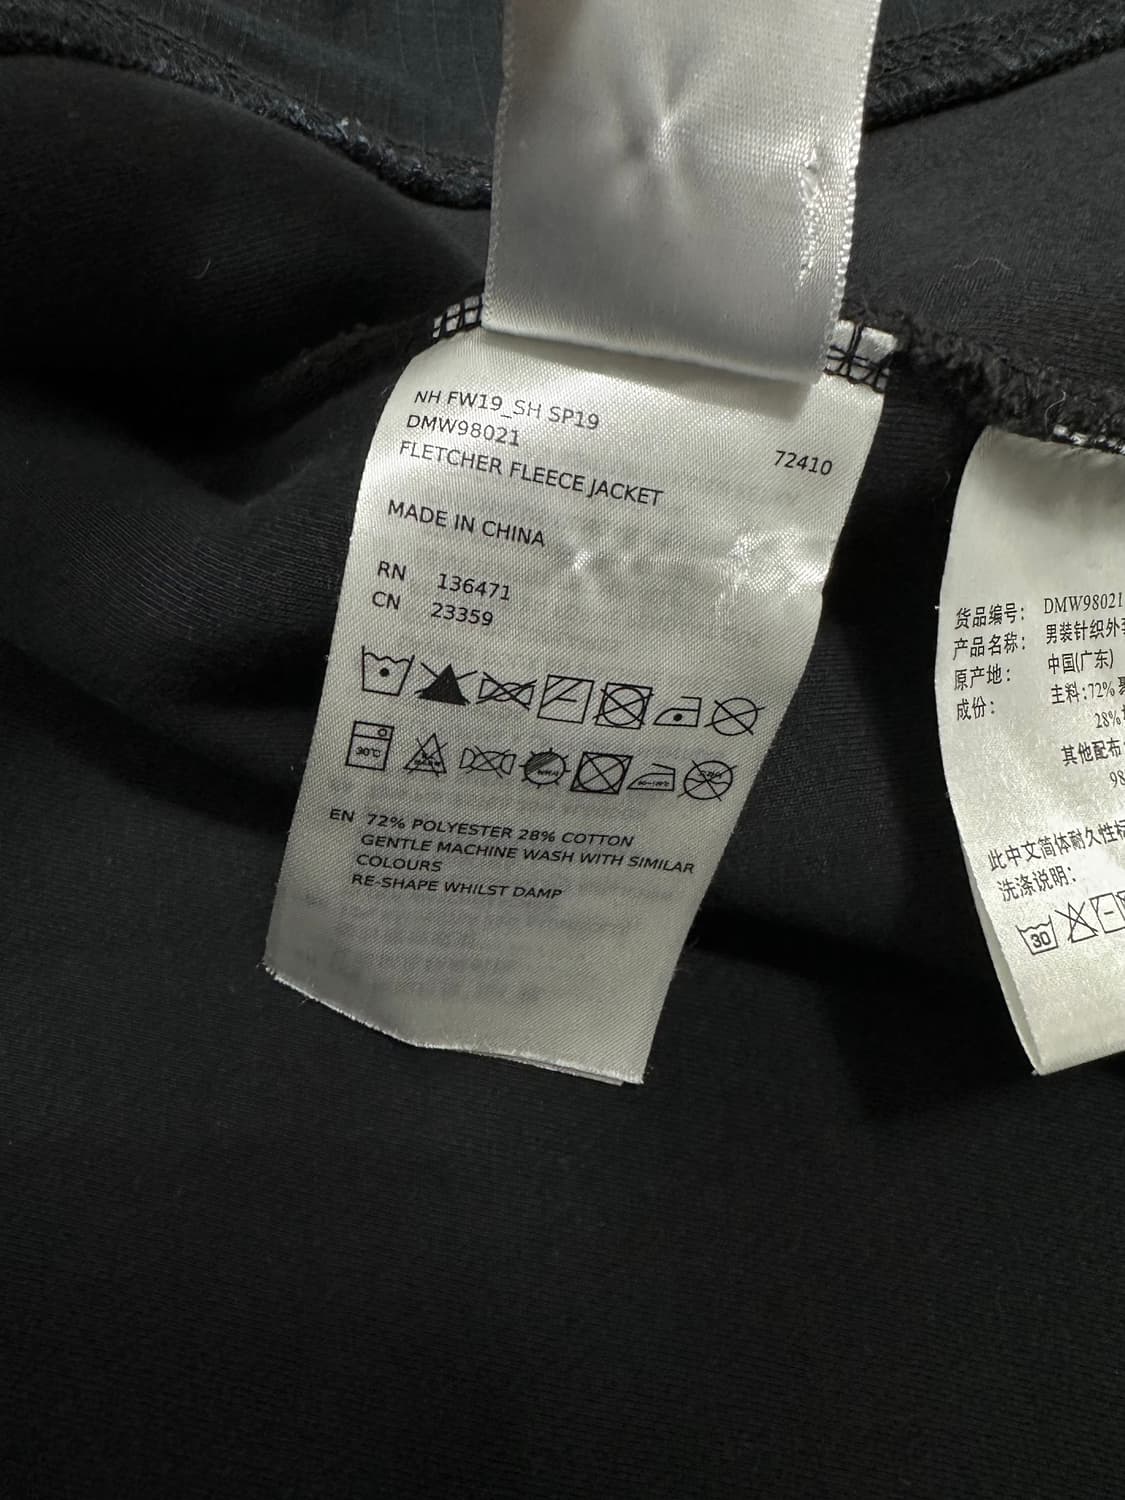 NH FW19_SH SP19
DMW98021
72410
FLETCHER FLEECE JACKET
MADE IN CHINA
RN 136471
CN 23359
30°C
EN 72% POLYESTER 28% COTTON
GENTLE MACHINE WASH WITH SIMILAR
COLOURS
RE-SHAPE WHILST DAMP
货品编号: DMW98021
产品名称: 男装针织外
原产地: 中国(广东)
成份: 主料:72%
28%
其他配布
98
此中文简体耐久性标
洗涤说明:
30